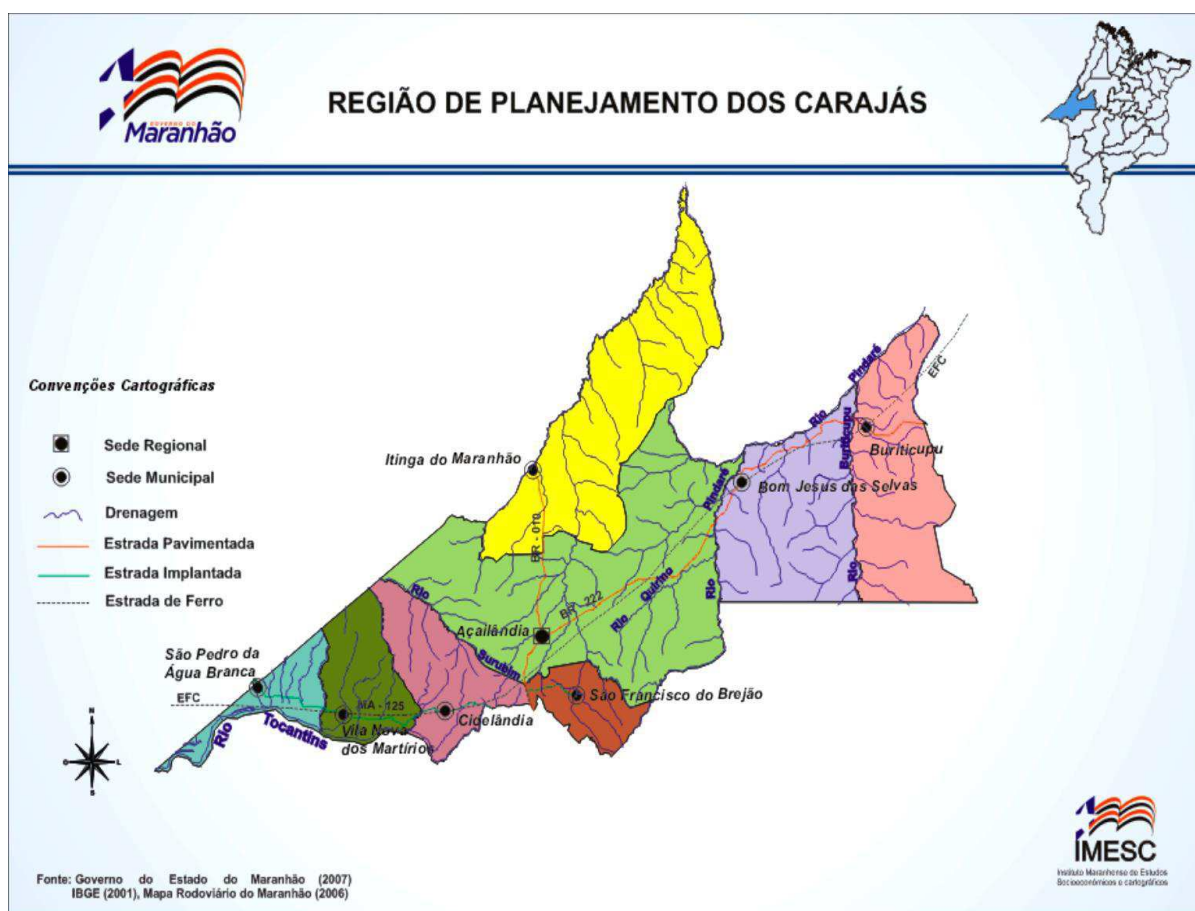 GOVERNO DO
Maranhão
REGIÃO DE PLANEJAMENTO DOS CARAJÁS
Convenções Cartográficas
Sede Regional
Sede Municipal
Drenagem
Estrada Pavimentada
Estrada Implantada
Estrada de Ferro
Itinga do Maranhão
BR - 010
Rio
Pindaré
EFC
Buriticupu
Buriticupu
Rio
Bom Jesus das Selvas
Pindaré
Rio
Rio
Quirino
BR - 222
Açailândia
Rio
Surubim
São Pedro da
Água Branca
EFC
MA - 125
São Francisco do Brejão
Cidelândia
Vila Nova
dos Martírios
Rio
Tocantins
N
O
L
S
IMESC
Instituto Maranhense de Estudos
Socioeconômicos e cartográficos
Fonte: Governo do Estado do Maranhão (2007)
IBGE (2001), Mapa Rodoviário do Maranhão (2006)